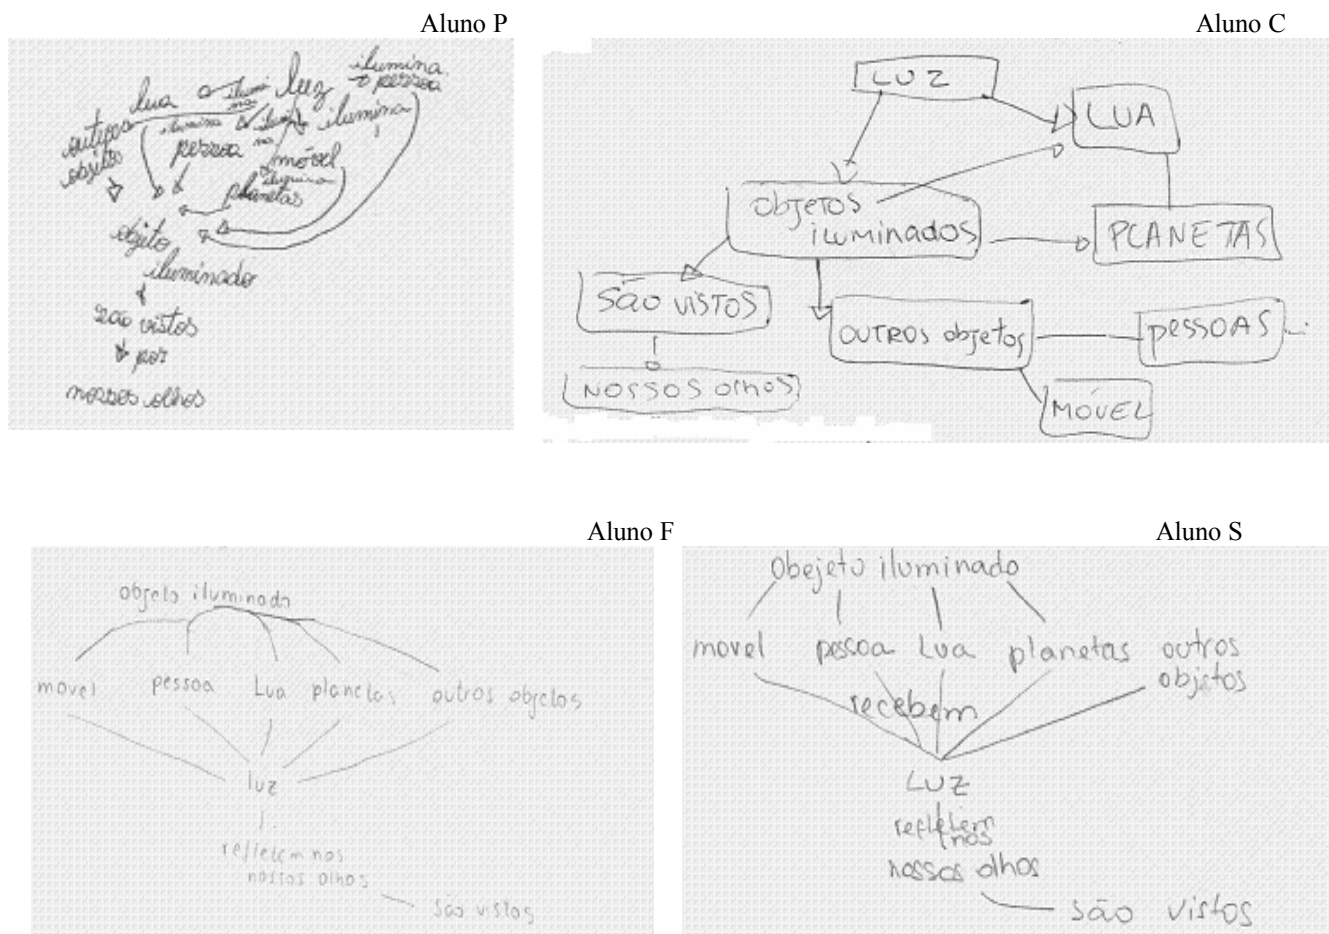 Aluno P
ilumina
lua
luz
pessoa
ilumina
ilumina
objeto
pessoa
móvel
ilumina
planetas
objeto
iluminado
são vistos
por
nossos olhos
Aluno C
LUZ
LUA
objetos
iluminados
PLANETAS
são vistos
outros objetos
pessoas
nossos olhos
MÓVEL
Aluno F
objeto iluminado
movel pessoa Lua planetas outros objetos
luz
refletem nos
nossos olhos
são vistos
Aluno S
Obejeto iluminado
movel pessoa Lua planetas outros
objetos
recebem
LUZ
refletem
nos
nossos olhos
são vistos